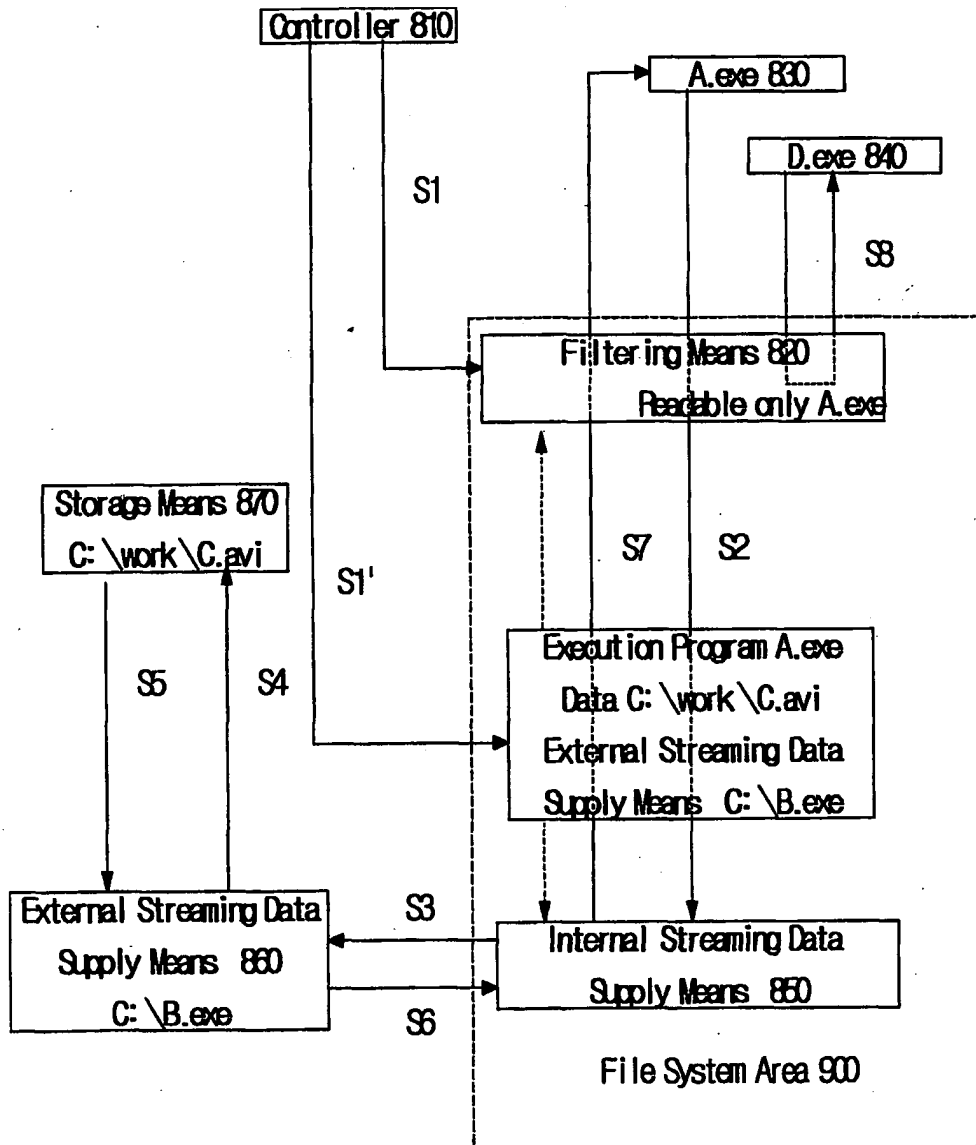 Controller 810
A.exe 830
D.exe 840
S1
S8
Filtering Means 820
Readable only A.exe
Storage Means 870
C:\work\C.avi
S7
S2
S1'
Execution Program A.exe
Data C:\work\C.avi
External Streaming Data
Supply Means C:\B.exe
S5
S4
External Streaming Data
Supply Means 860
C:\B.exe
S3
S6
Internal Streaming Data
Supply Means 850
File System Area 900